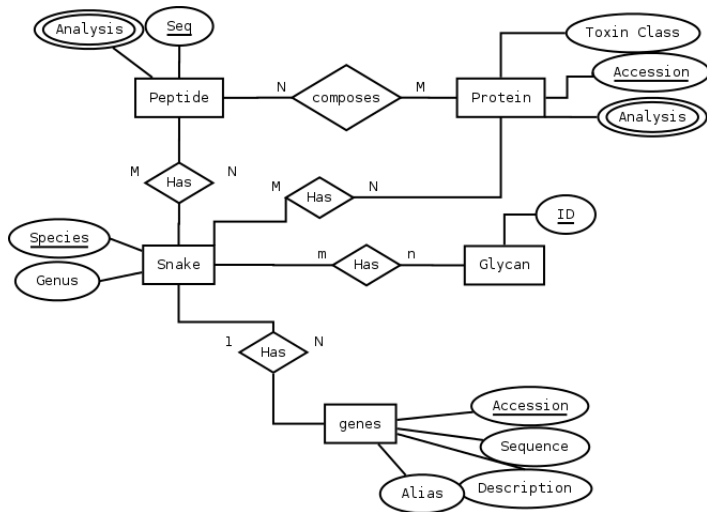 Analysis
Seq
Toxin Class
Accession
Peptide
N
composes
M
Protein
Analysis
M
Has
N
M
Has
N
Species
Genus
Snake
m
Has
n
ID
Glycan
1
Has
N
genes
Accession
Sequence
Description
Alias